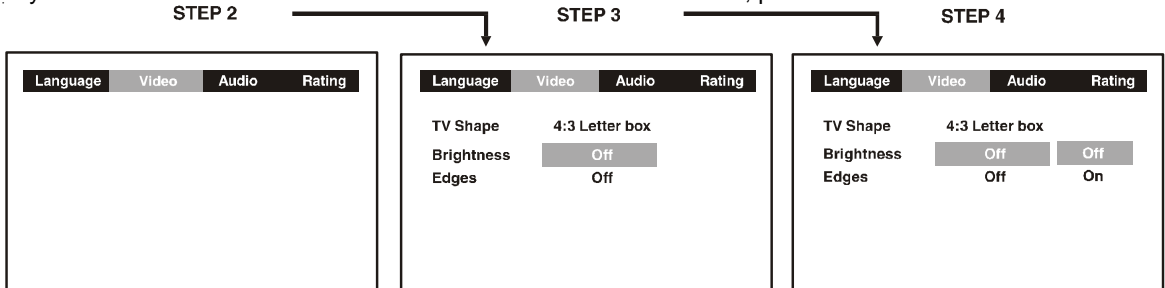 STEP 2
STEP 3
STEP 4
Language Video Audio Rating
Language Video Audio Rating
TV Shape 4:3 Letter box
Brightness Off
Edges Off
Language Video Audio Rating
TV Shape 4:3 Letter box
Brightness Off Off
Edges Off On